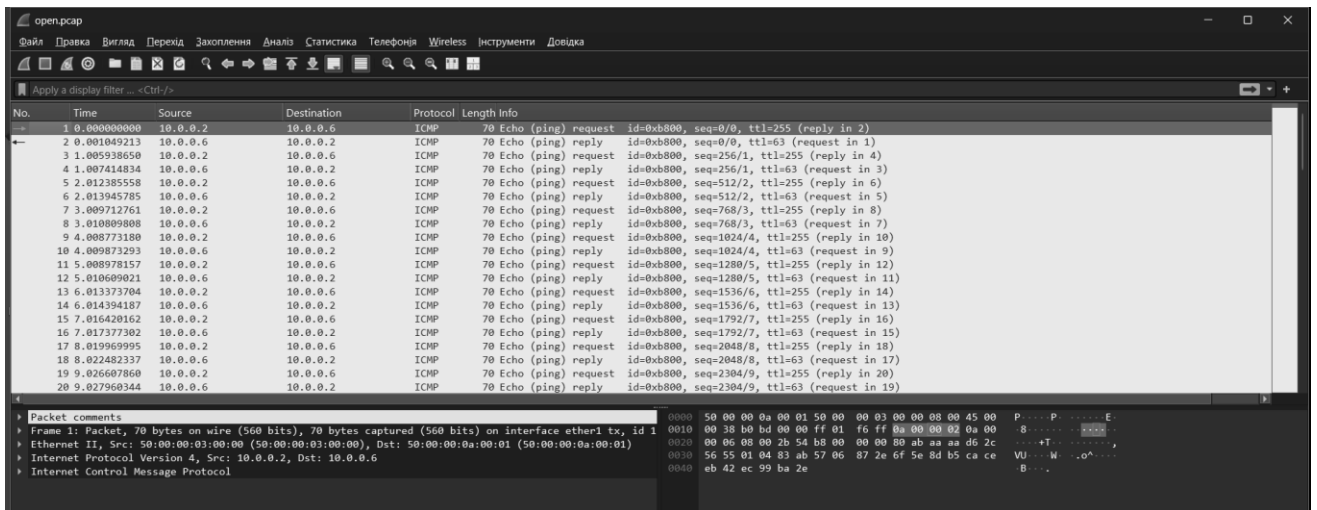 open.pcap
Файл Правка Вигляд Перехід Захоплення Аналіз Статистика Телефонія Wireless Інструменти Довідка
Apply a display filter ... <Ctrl-/>
No. Time Source Destination Protocol Length Info
1 0.000000000 10.0.0.2 10.0.0.6 ICMP 70 Echo (ping) request id=0xb800, seq=0/0, ttl=255 (reply in 2)
2 0.001049213 10.0.0.6 10.0.0.2 ICMP 70 Echo (ping) reply id=0xb800, seq=0/0, ttl=63 (request in 1)
3 1.005938650 10.0.0.2 10.0.0.6 ICMP 70 Echo (ping) request id=0xb800, seq=256/1, ttl=255 (reply in 4)
4 1.007414834 10.0.0.6 10.0.0.2 ICMP 70 Echo (ping) reply id=0xb800, seq=256/1, ttl=63 (request in 3)
5 2.012385558 10.0.0.2 10.0.0.6 ICMP 70 Echo (ping) request id=0xb800, seq=512/2, ttl=255 (reply in 6)
6 2.013945785 10.0.0.6 10.0.0.2 ICMP 70 Echo (ping) reply id=0xb800, seq=512/2, ttl=63 (request in 5)
7 3.009712761 10.0.0.2 10.0.0.6 ICMP 70 Echo (ping) request id=0xb800, seq=768/3, ttl=255 (reply in 8)
8 3.010809808 10.0.0.6 10.0.0.2 ICMP 70 Echo (ping) reply id=0xb800, seq=768/3, ttl=63 (request in 7)
9 4.008773180 10.0.0.2 10.0.0.6 ICMP 70 Echo (ping) request id=0xb800, seq=1024/4, ttl=255 (reply in 10)
10 4.009873293 10.0.0.6 10.0.0.2 ICMP 70 Echo (ping) reply id=0xb800, seq=1024/4, ttl=63 (request in 9)
11 5.008978157 10.0.0.2 10.0.0.6 ICMP 70 Echo (ping) request id=0xb800, seq=1280/5, ttl=255 (reply in 12)
12 5.010609021 10.0.0.6 10.0.0.2 ICMP 70 Echo (ping) reply id=0xb800, seq=1280/5, ttl=63 (request in 11)
13 6.013373704 10.0.0.2 10.0.0.6 ICMP 70 Echo (ping) request id=0xb800, seq=1536/6, ttl=255 (reply in 14)
14 6.014394187 10.0.0.6 10.0.0.2 ICMP 70 Echo (ping) reply id=0xb800, seq=1536/6, ttl=63 (request in 13)
15 7.016420162 10.0.0.2 10.0.0.6 ICMP 70 Echo (ping) request id=0xb800, seq=1792/7, ttl=255 (reply in 16)
16 7.017377302 10.0.0.6 10.0.0.2 ICMP 70 Echo (ping) reply id=0xb800, seq=1792/7, ttl=63 (request in 15)
17 8.019969995 10.0.0.2 10.0.0.6 ICMP 70 Echo (ping) request id=0xb800, seq=2048/8, ttl=255 (reply in 18)
18 8.022482337 10.0.0.6 10.0.0.2 ICMP 70 Echo (ping) reply id=0xb800, seq=2048/8, ttl=63 (request in 17)
19 9.026607860 10.0.0.2 10.0.0.6 ICMP 70 Echo (ping) request id=0xb800, seq=2304/9, ttl=255 (reply in 20)
20 9.027960344 10.0.0.6 10.0.0.2 ICMP 70 Echo (ping) reply id=0xb800, seq=2304/9, ttl=63 (request in 19)
Packet comments
Frame 1: Packet, 70 bytes on wire (560 bits), 70 bytes captured (560 bits) on interface ether1 tx, id 1
Ethernet II, Src: 50:00:00:03:00:00 (50:00:00:03:00:00), Dst: 50:00:00:0a:00:01 (50:00:00:0a:00:01)
Internet Protocol Version 4, Src: 10.0.0.2, Dst: 10.0.0.6
Internet Control Message Protocol
0000 50 00 00 0a 00 01 50 00 00 03 00 00 08 00 45 00 P·····P· ······E·
0010 00 38 b0 bd 00 00 ff 01 f6 ff 0a 00 00 02 0a 00 ·8······ ········
0020 00 06 08 00 2b 54 b8 00 00 00 80 ab aa aa d6 2c ····+T·· ·······,
0030 56 55 01 04 83 ab 57 06 87 2e 6f 5e 8d b5 ca ce VU····W· ·.o^····
0040 eb 42 ec 99 ba 2e ·B···.